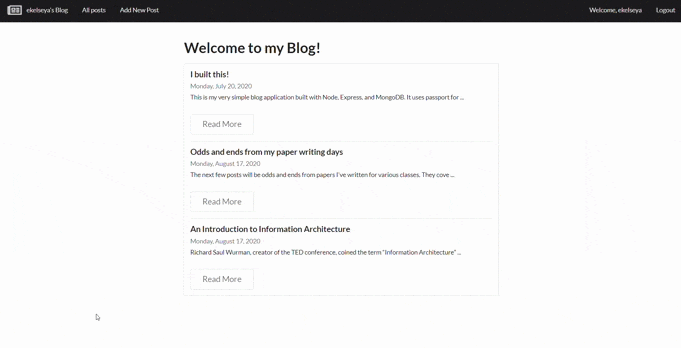 ekelseya's Blog All posts Add New Post Welcome, ekelseya Logout
Welcome to my Blog!
I built this!
Monday, July 20, 2020
This is my very simple blog application built with Node, Express, and MongoDB. It uses passport for ...
Read More
Odds and ends from my paper writing days
Monday, August 17, 2020
The next few posts will be odds and ends from papers I've written for various classes. They cove ...
Read More
An Introduction to Information Architecture
Monday, August 17, 2020
Richard Saul Wurman, creator of the TED conference, coined the term "Information Architecture" ...
Read More